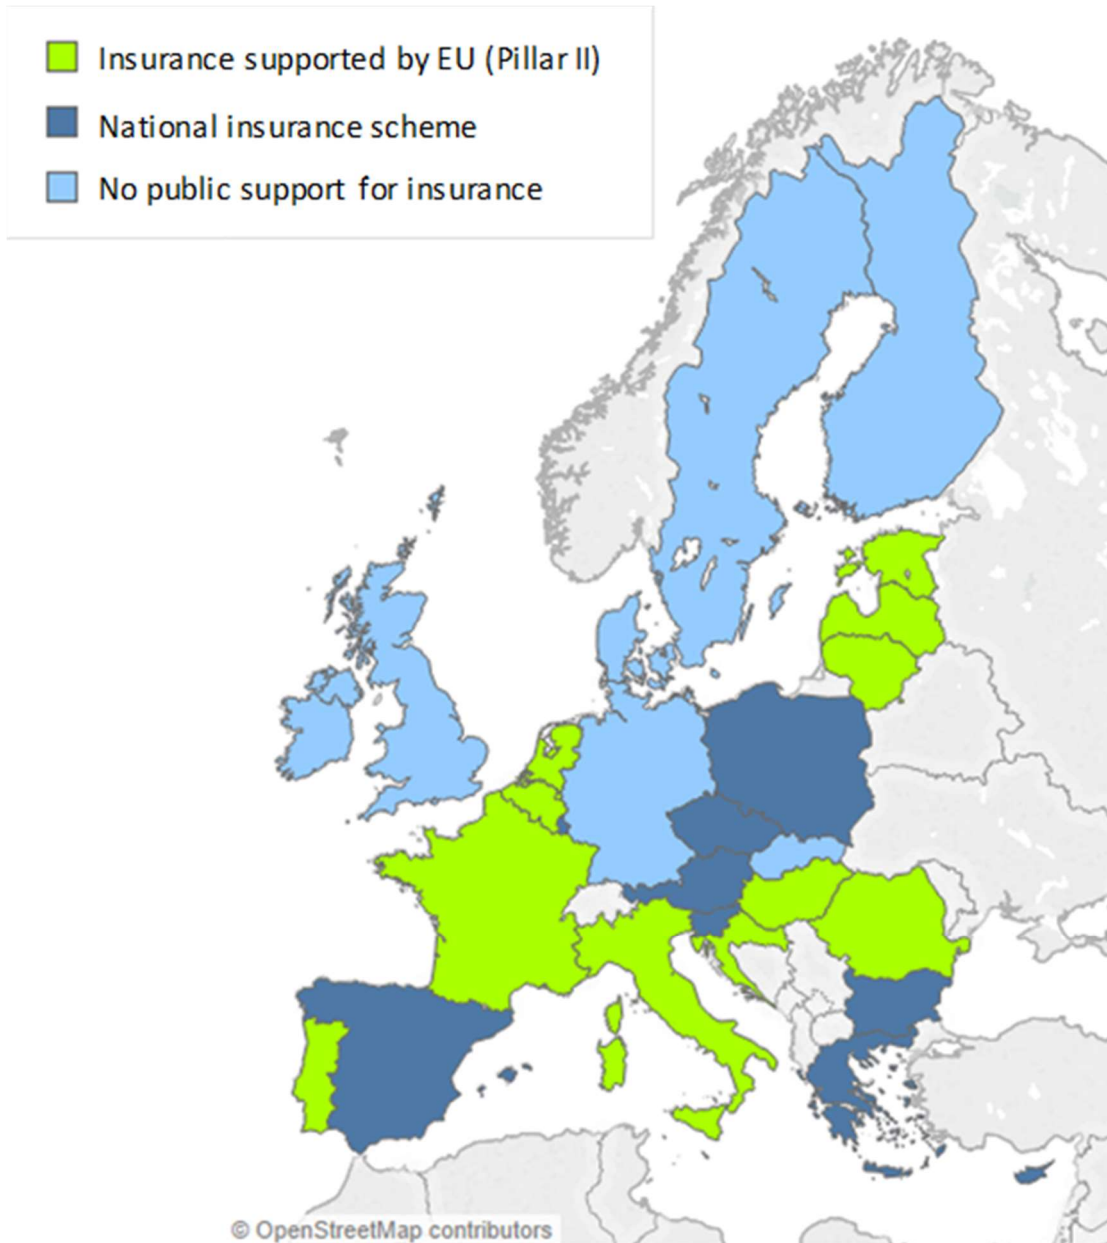 Insurance supported by EU (Pillar II)
National insurance scheme
No public support for insurance
© OpenStreetMap contributors